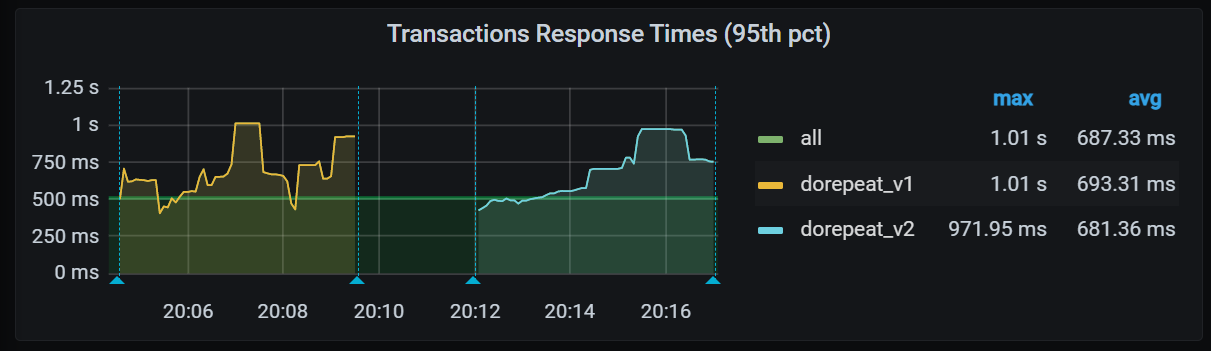 Transactions Response Times (95th pct)
1.25 s
1 s
750 ms
500 ms
250 ms
0 ms
20:06 20:08 20:10 20:12 20:14 20:16
max avg
all 1.01 s 687.33 ms
dorepeat_v1 1.01 s 693.31 ms
dorepeat_v2 971.95 ms 681.36 ms